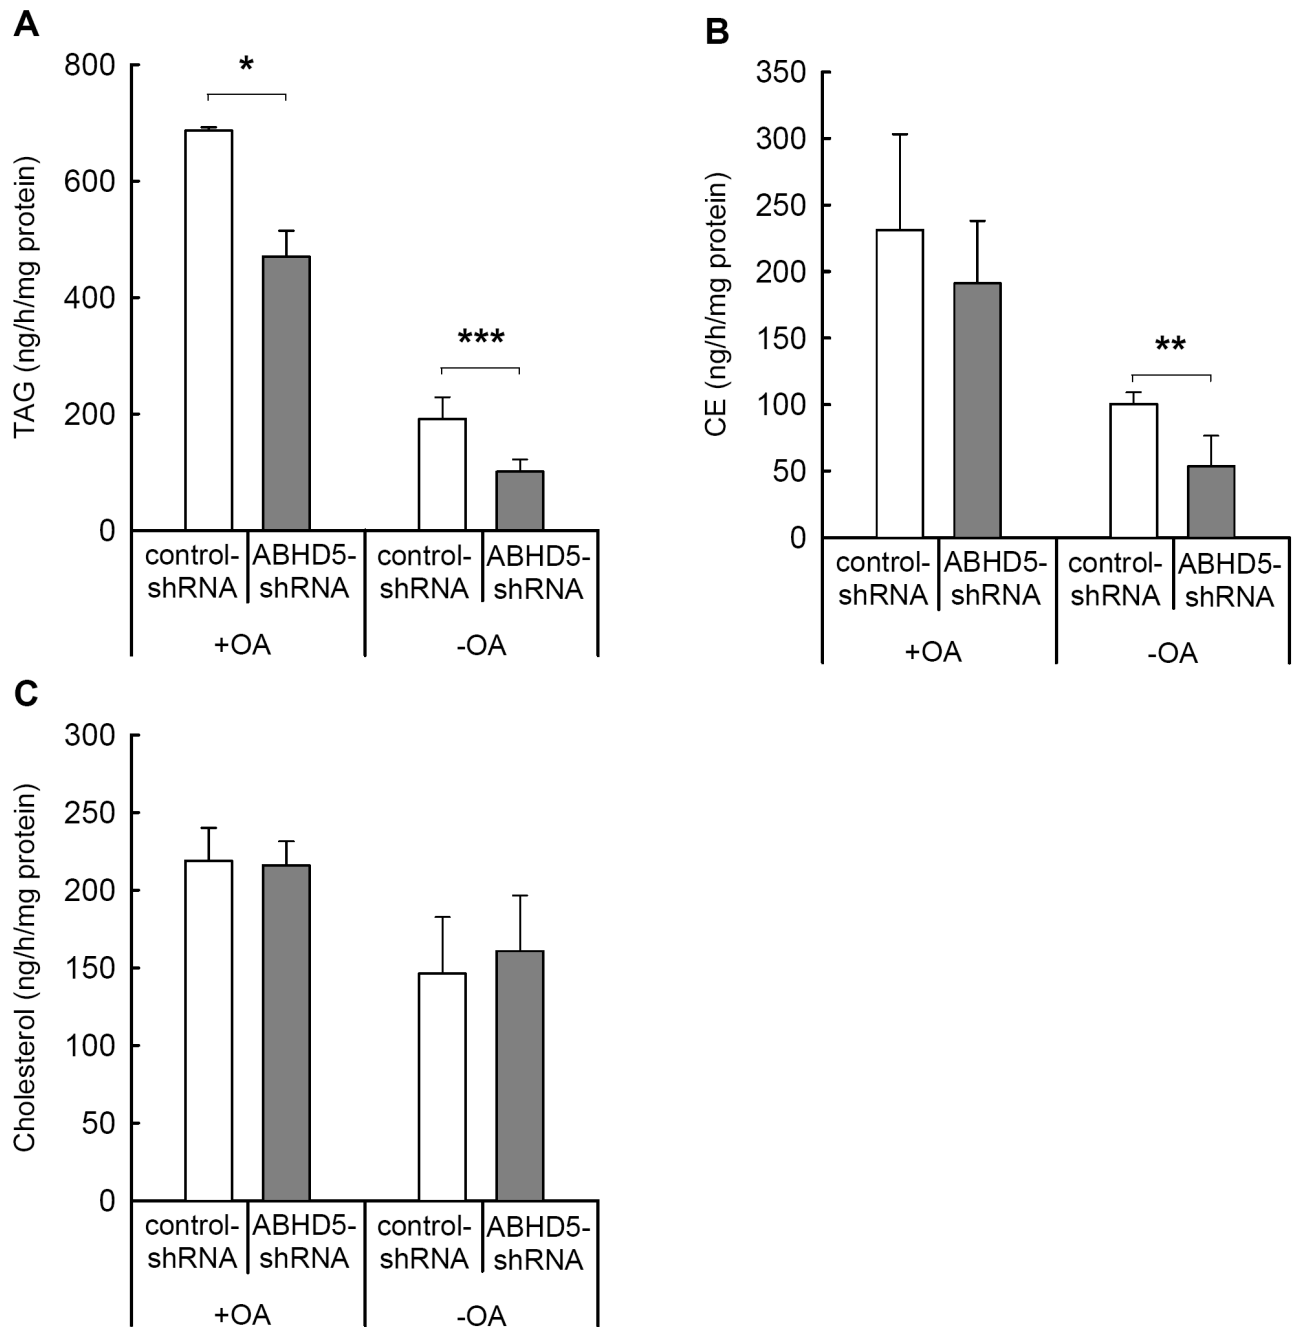 A
TAG (ng/h/mg protein)
800
600
400
200
0
*
***
control-
shRNA
ABHD5-
shRNA
control-
shRNA
ABHD5-
shRNA
+OA
-OA
B
CE (ng/h/mg protein)
350
300
250
200
150
100
50
0
**
control-
shRNA
ABHD5-
shRNA
control-
shRNA
ABHD5-
shRNA
+OA
-OA
C
Cholesterol (ng/h/mg protein)
300
250
200
150
100
50
0
control-
shRNA
ABHD5-
shRNA
control-
shRNA
ABHD5-
shRNA
+OA
-OA